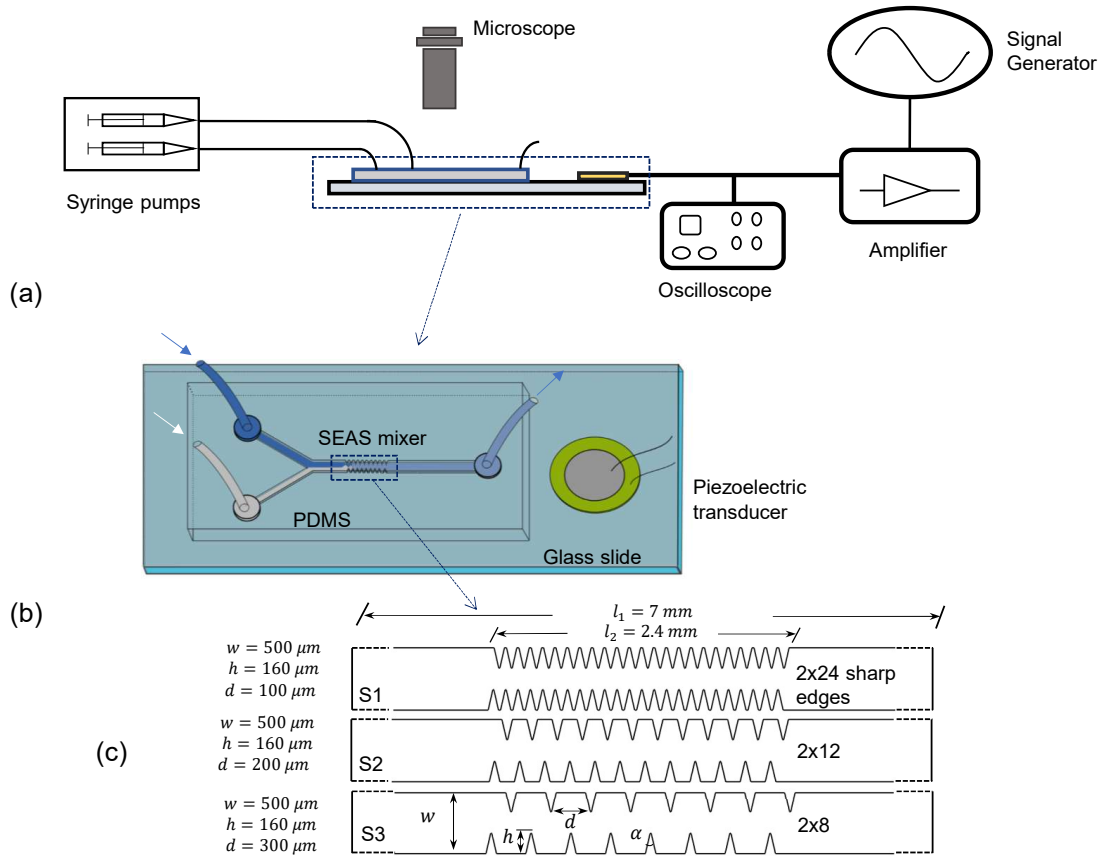 Microscope
Signal
Generator
Syringe pumps
Amplifier
Oscilloscope
(a)
SEAS mixer
PDMS
Piezoelectric
transducer
Glass slide
(b)
l₁ = 7 mm
l₂ = 2.4 mm
w = 500 μm
h = 160 μm
d = 100 μm
S1
2x24 sharp
edges
w = 500 μm
h = 160 μm
d = 200 μm
S2
2x12
(c)
w = 500 μm
h = 160 μm
d = 300 μm
S3
w
h
d
α
2x8